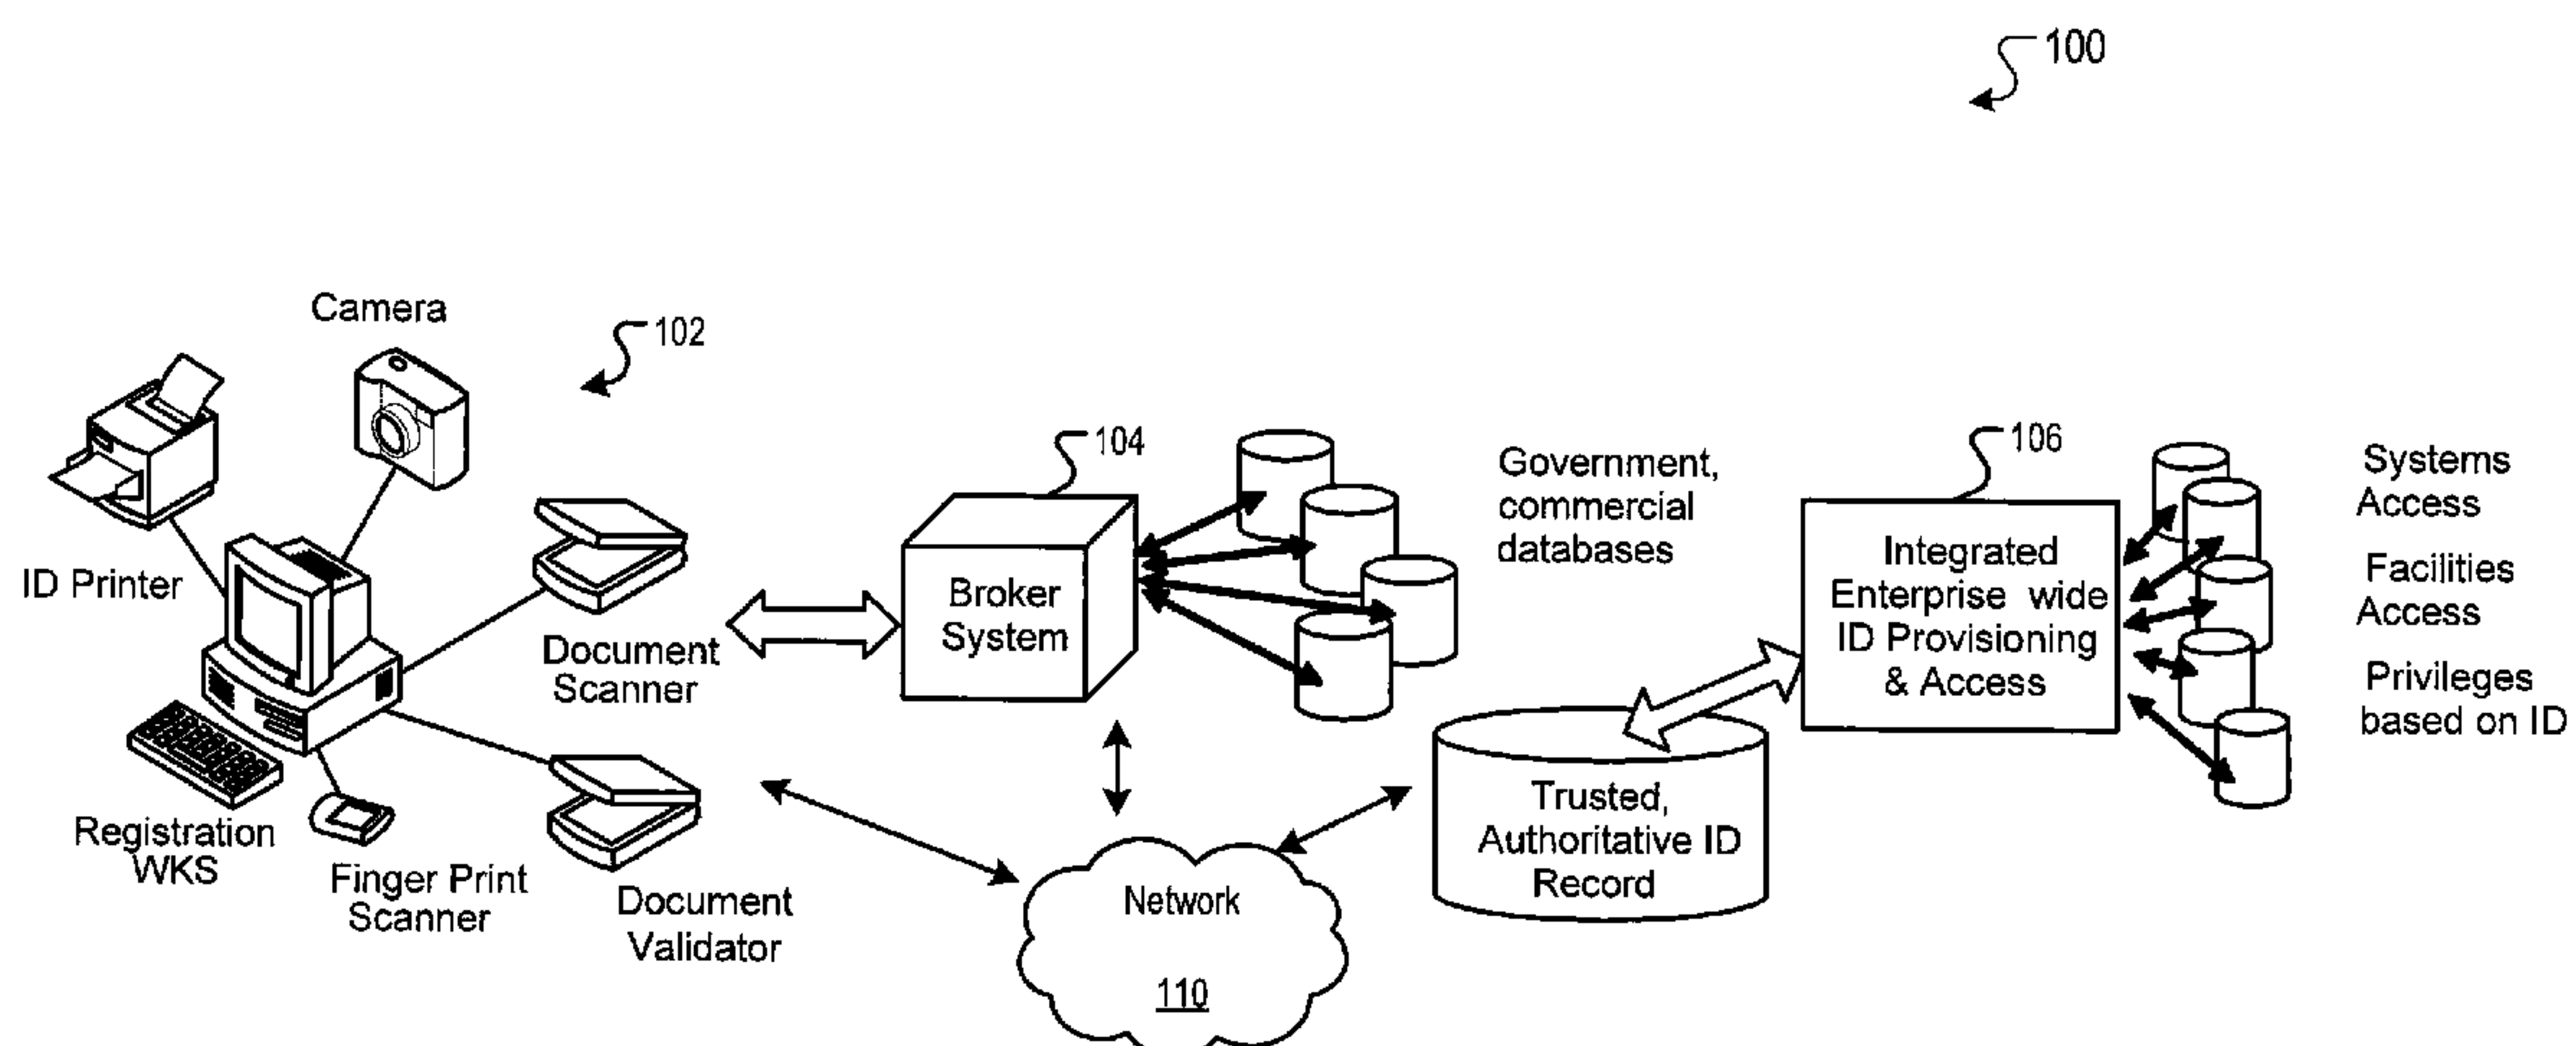 100
Camera
102
ID Printer
Document
Scanner
Registration
WKS
Finger Print
Scanner
Document
Validator
104
Broker
System
Government,
commercial
databases
Network
110
Trusted,
Authoritative ID
Record
106
Integrated
Enterprise wide
ID Provisioning
& Access
Systems
Access
Facilities
Access
Privileges
based on ID